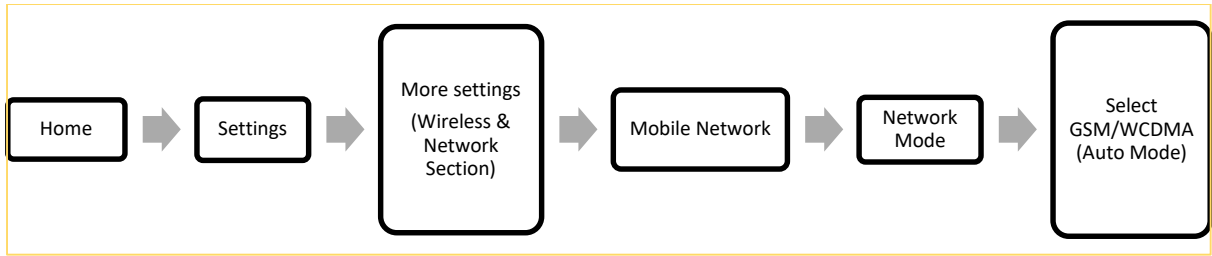 Home
Settings
More settings
(Wireless &
Network
Section)
Mobile Network
Network
Mode
Select
GSM/WCDMA
(Auto Mode)